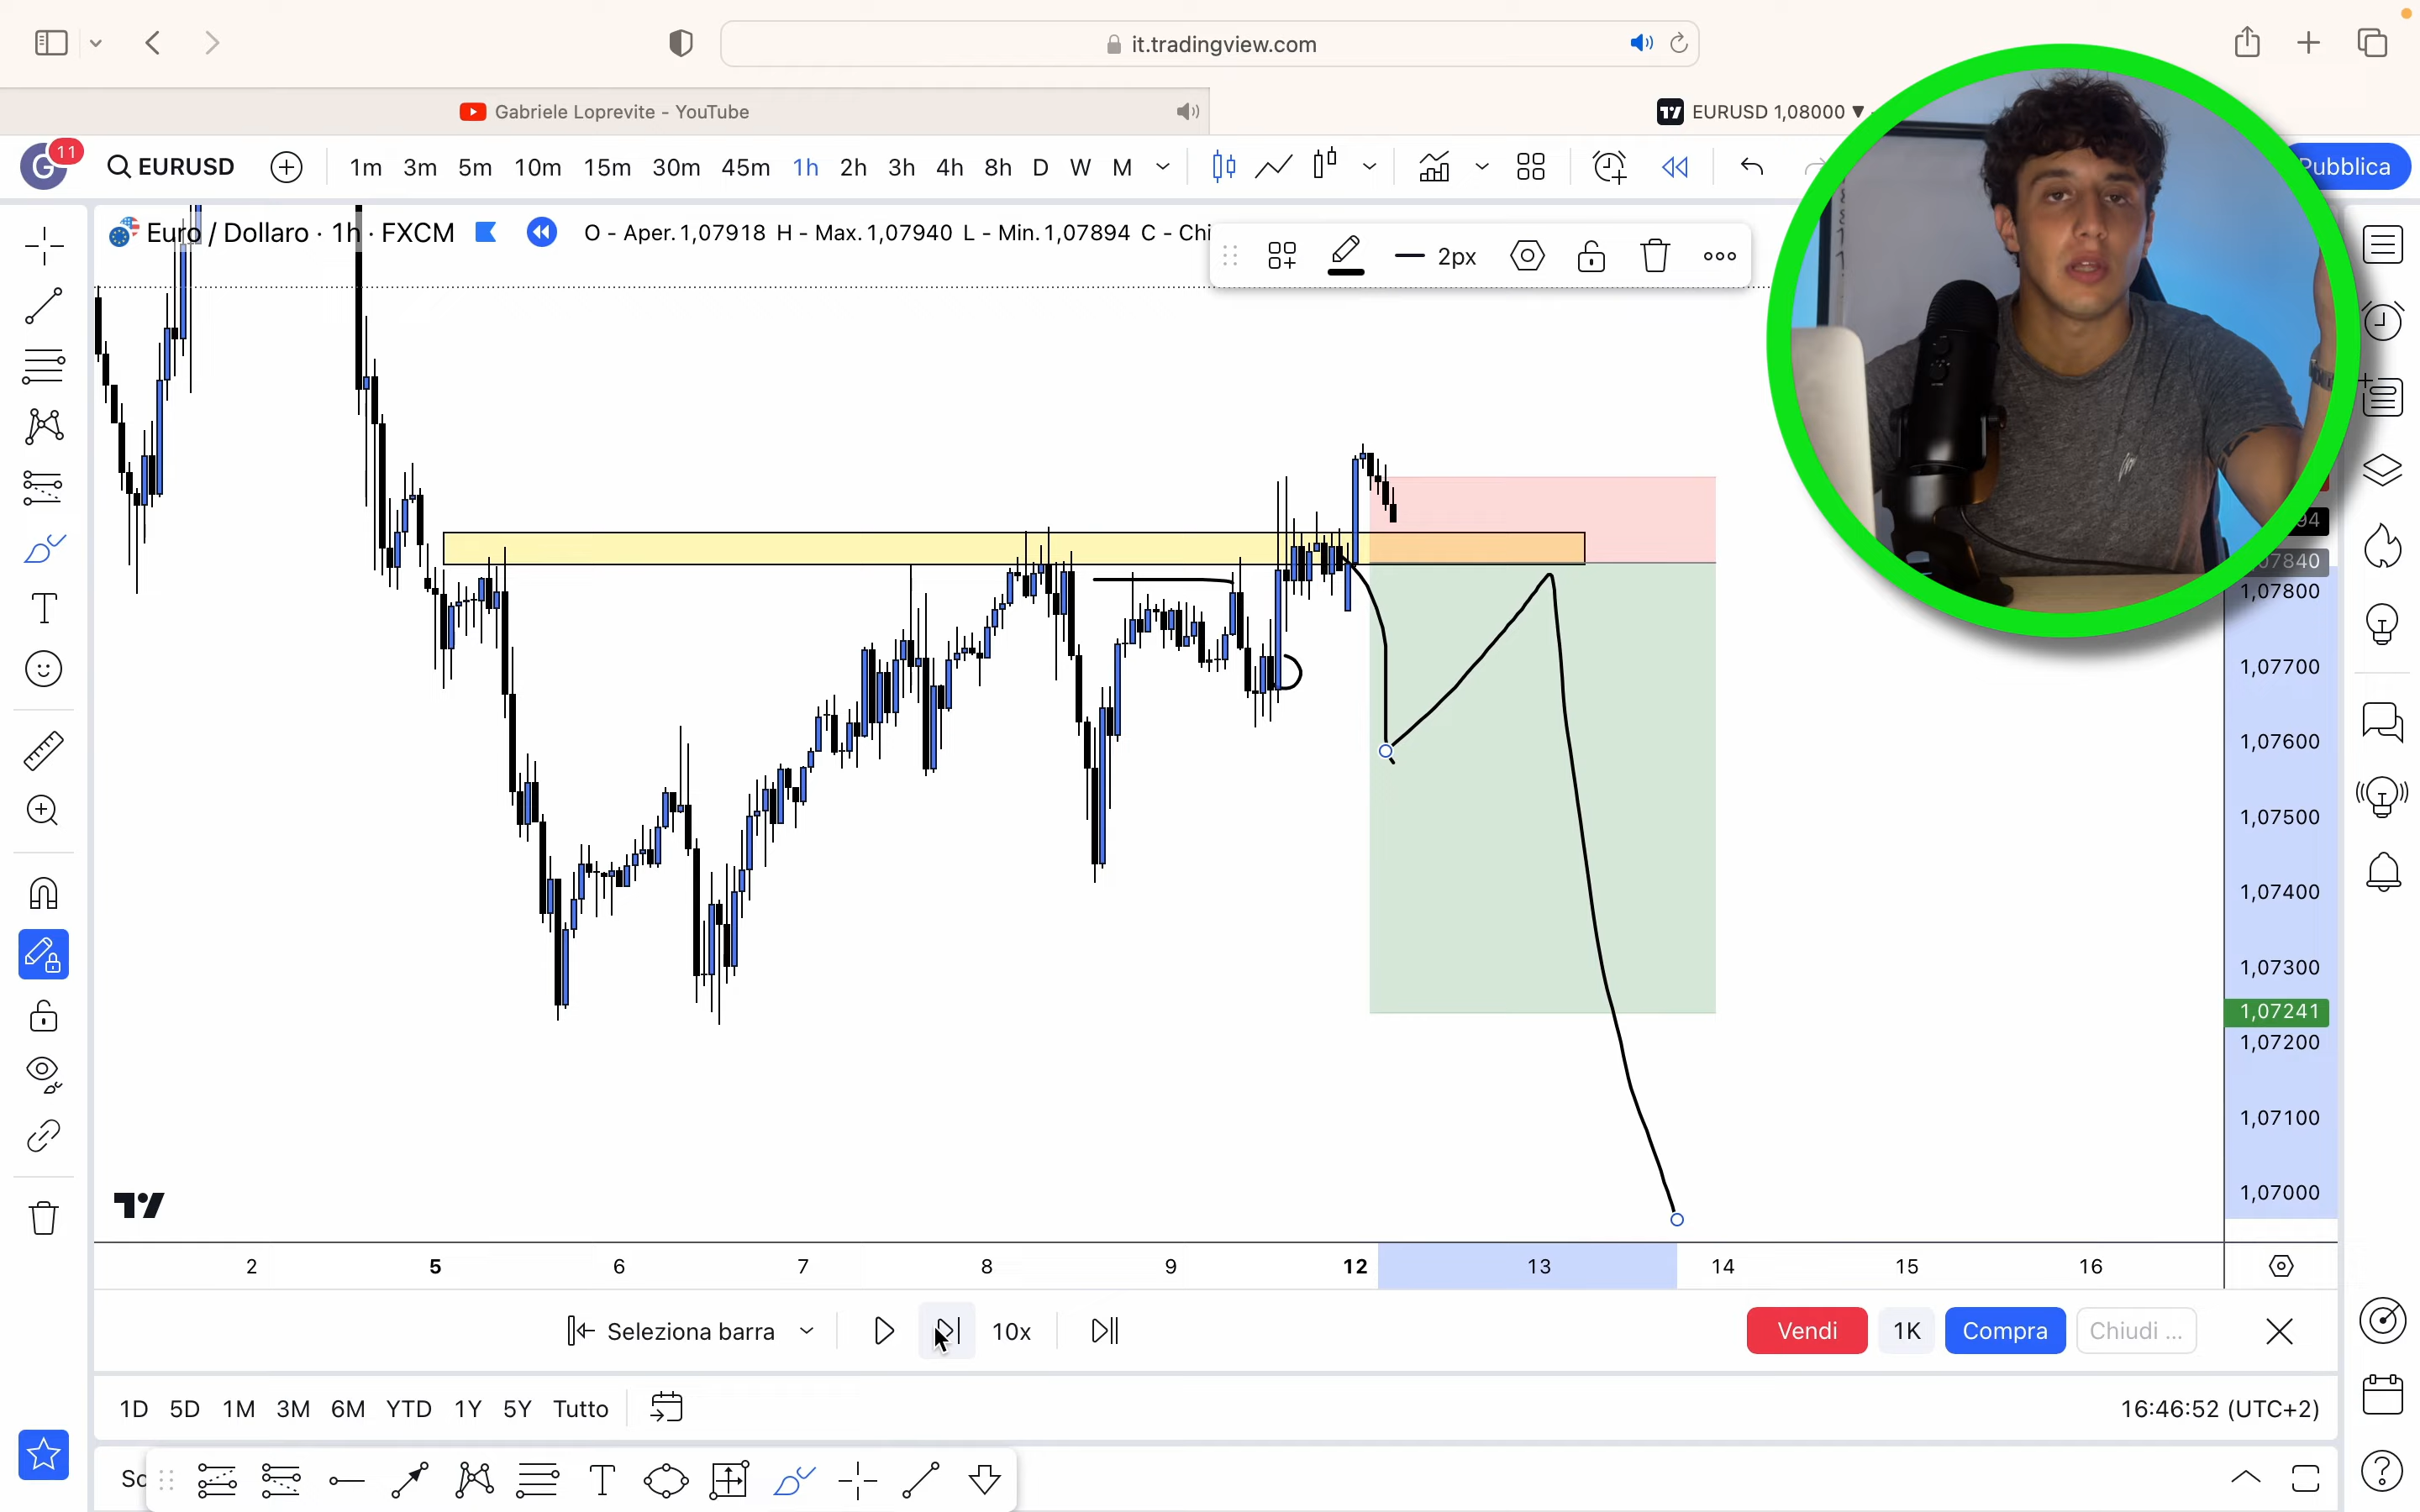 it.tradingview.com
Gabriele Loprevite - YouTube
EURUSD 1,08000 ▼
G
11
EURUSD
1m 3m 5m 10m 15m 30m 45m 1h 2h 3h 4h 8h D W M
Pubblica
Euro / Dollaro · 1h · FXCM
O - Aper. 1,07918 H - Max. 1,07940 L - Min. 1,07894 C - Chi
2px
94
7840
1,07800
1,07700
1,07600
1,07500
1,07400
1,07300
1,07241
1,07200
1,07100
1,07000
2 5 6 7 8 9 12 13 14 15 16
Seleziona barra
10x
Vendi
1K
Compra
Chiudi ...
1D 5D 1M 3M 6M YTD 1Y 5Y Tutto
16:46:52 (UTC+2)